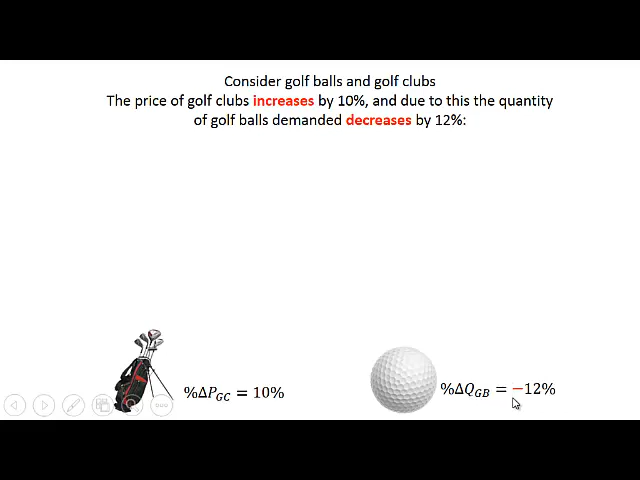 Consider golf balls and golf clubs
The price of golf clubs increases by 10%, and due to this the quantity
of golf balls demanded decreases by 12%:
%ΔP_GC = 10%
%ΔQ_GB = −12%